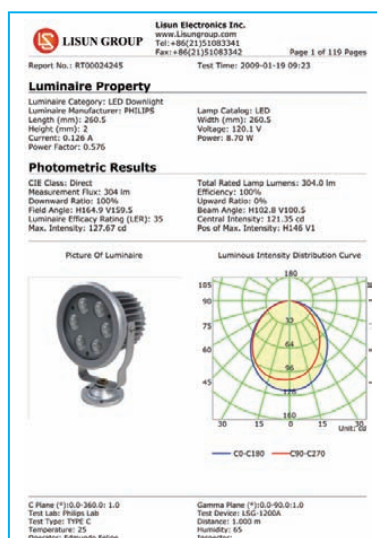 LISUN GROUP
Lisun Electronics Inc.
www.Lisungroup.com
Tel:+86(21)51083341
Fax:+86(21)51083342
Page 1 of 119 Pages
Report No.: RT00024245 Test Time: 2009-01-19 09:23
Luminaire Property
Luminaire Category: LED Downlight
Luminaire Manufacturer: PHILIPS Lamp Catalog: LED
Length (mm): 260.5 Width (mm): 260.5
Height (mm): 2 Voltage: 120.1 V
Current: 0.126 A Power: 8.70 W
Power Factor: 0.576
Photometric Results
CIE Class: Direct Total Rated Lamp Lumens: 304.0 lm
Measurement Flux: 304 lm Efficiency: 100%
Downward Ratio: 100% Upward Ratio: 0%
Field Angle: H164.9 V159.5 Beam Angle: H102.8 V100.5
Luminaire Efficacy Rating (LER): 35 Central Intensity: 121.35 cd
Max. Intensity: 127.67 cd Pos of Max. Intensity: H146 V1
Picture Of Luminaire Luminous Intensity Distribution Curve
180
105
90
75
60
45
32
64
96
128
160
30 15 0 15 30
Unit: cd
C0-C180 C90-C270
C Plane (°):0.0-360.0: 1.0 Gamma Plane (°):0.0-90.0:1.0
Test Lab: Philips Lab Test Device: LSG-1200A
Test Type: TYPE C Distance: 1.000 m
Temperature: 25 Humidity: 65